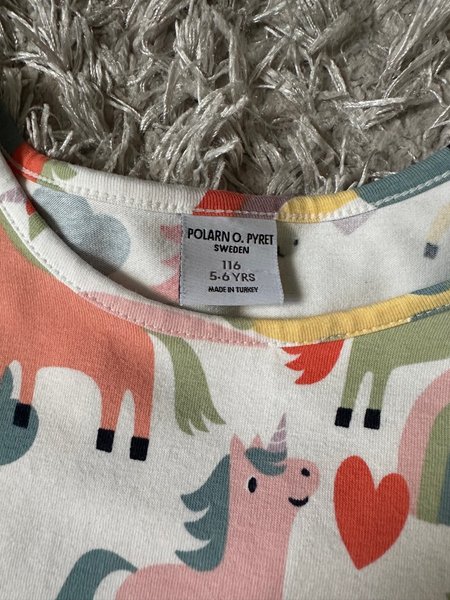 POLARN O. PYRET
SWEDEN
116
5-6 YRS
MADE IN TURKEY